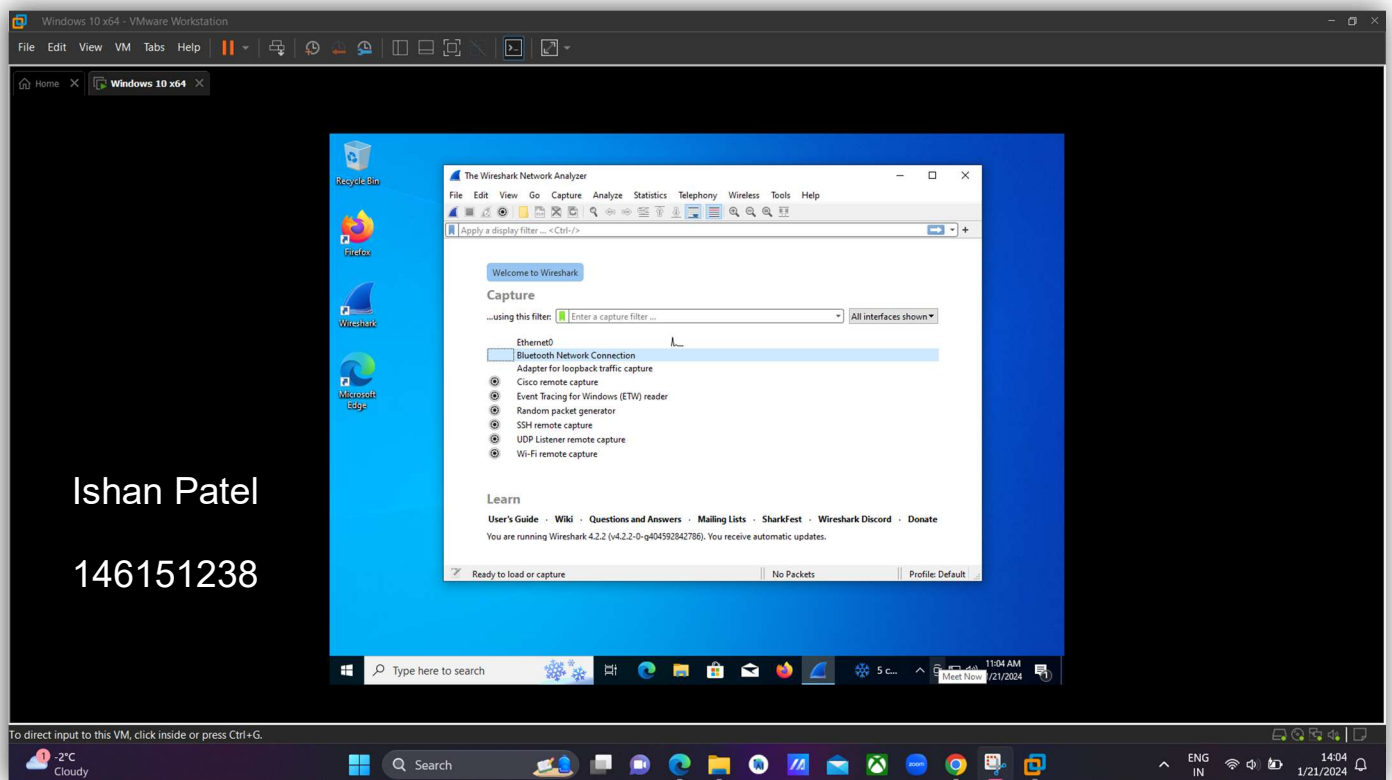 Windows 10 x64 - VMware Workstation
File Edit View VM Tabs Help
Home
Windows 10 x64
Recycle Bin
Firefox
Wireshark
Microsoft
Edge
The Wireshark Network Analyzer
File Edit View Go Capture Analyze Statistics Telephony Wireless Tools Help
Apply a display filter ... <Ctrl-/>
Welcome to Wireshark
Capture
...using this filter: Enter a capture filter ... All interfaces shown
Ethernet0
Bluetooth Network Connection
Adapter for loopback traffic capture
Cisco remote capture
Event Tracing for Windows (ETW) reader
Random packet generator
SSH remote capture
UDP Listener remote capture
Wi-Fi remote capture
Learn
User's Guide · Wiki · Questions and Answers · Mailing Lists · SharkFest · Wireshark Discord · Donate
You are running Wireshark 4.2.2 (v4.2.2-0-g404592842786). You receive automatic updates.
Ready to load or capture No Packets Profile: Default
Ishan Patel
146151238
Type here to search
5 c...
11:04 AM
Meet Now
/21/2024
1
To direct input to this VM, click inside or press Ctrl+G.
1
-2°C
Cloudy
Search
zoom
ENG
IN
14:04
1/21/2024